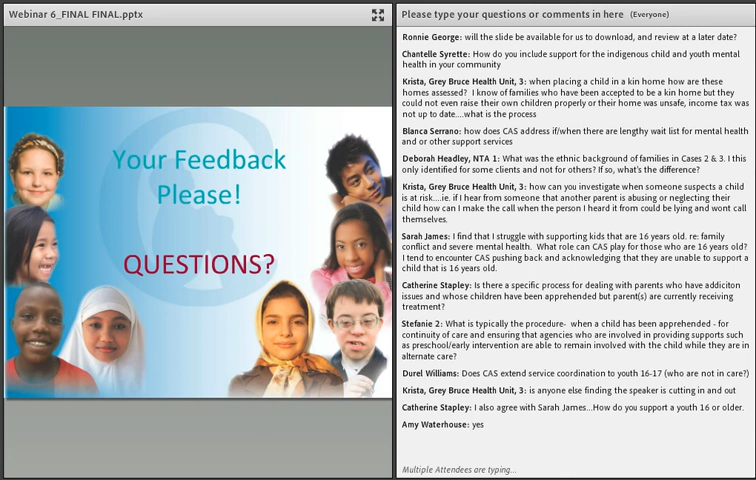 Webinar 6_FINAL FINAL.pptx
Your Feedback
Please!
QUESTIONS?
Please type your questions or comments in here (Everyone)
Ronnie George: will the slide be available for us to download, and review at a later date?
Chantelle Syrette: How do you include support for the indigenous child and youth mental
health in your community
Krista, Grey Bruce Health Unit, 3: when placing a child in a kin home how are these
homes assessed? I know of families who have been accepted to be a kin home but they
could not even raise their own children properly or their home was unsafe, income tax was
not up to date....what is the process
Blanca Serrano: how does CAS address if/when there are lengthy wait list for mental health
and or other support services
Deborah Headley, NTA 1: What was the ethnic background of families in Cases 2 & 3. I this
only identified for some clients and not for others? If so, what's the difference?
Krista, Grey Bruce Health Unit, 3: how can you investigate when someone suspects a child
is at risk....ie. if I hear from someone that another parent is abusing or neglecting their
child how can I make the call when the person I heard it from could be lying and wont call
themselves.
Sarah James: I find that I struggle with supporting kids that are 16 years old. re: family
conflict and severe mental health. What role can CAS play for those who are 16 years old?
I tend to encounter CAS pushing back and acknowledging that they are unable to support a
child that is 16 years old.
Catherine Stapley: Is there a specific process for dealing with parents who have addiciton
issues and whose children have been apprehended but parent(s) are currently receiving
treatment?
Stefanie 2: What is typically the procedure- when a child has been apprehended - for
continuity of care and ensuring that agencies who are involved in providing supports such
as preschool/early intervention are able to remain involved with the child while they are in
alternate care?
Durel Williams: Does CAS extend service coordination to youth 16-17 (who are not in care?)
Krista, Grey Bruce Health Unit, 3: is anyone else finding the speaker is cutting in and out
Catherine Stapley: I also agree with Sarah James...How do you support a youth 16 or older.
Amy Waterhouse: yes
Multiple Attendees are typing...